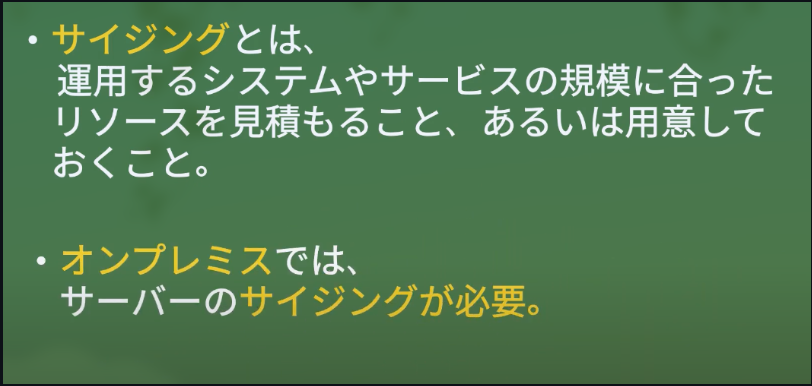 ・サイジングとは、
運用するシステムやサービスの規模に合った
リソースを見積もること、あるいは用意して
おくこと。
・オンプレミスでは、
サーバーのサイジングが必要。